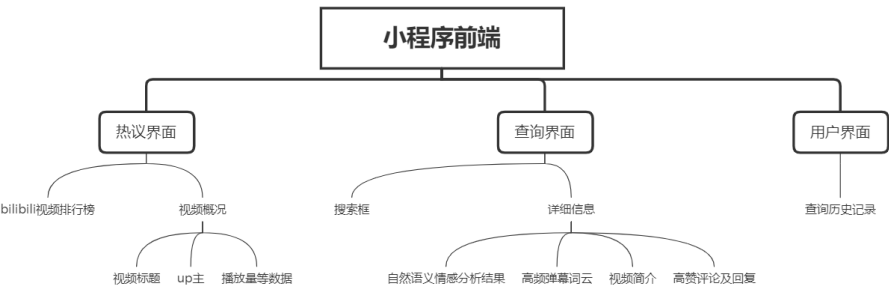 小程序前端
热议界面
查询界面
用户界面
bilibili视频排行榜
视频概况
搜索框
详细信息
查询历史记录
视频标题
up主
播放量等数据
自然语义情感分析结果
高频弹幕词云
视频简介
高赞评论及回复